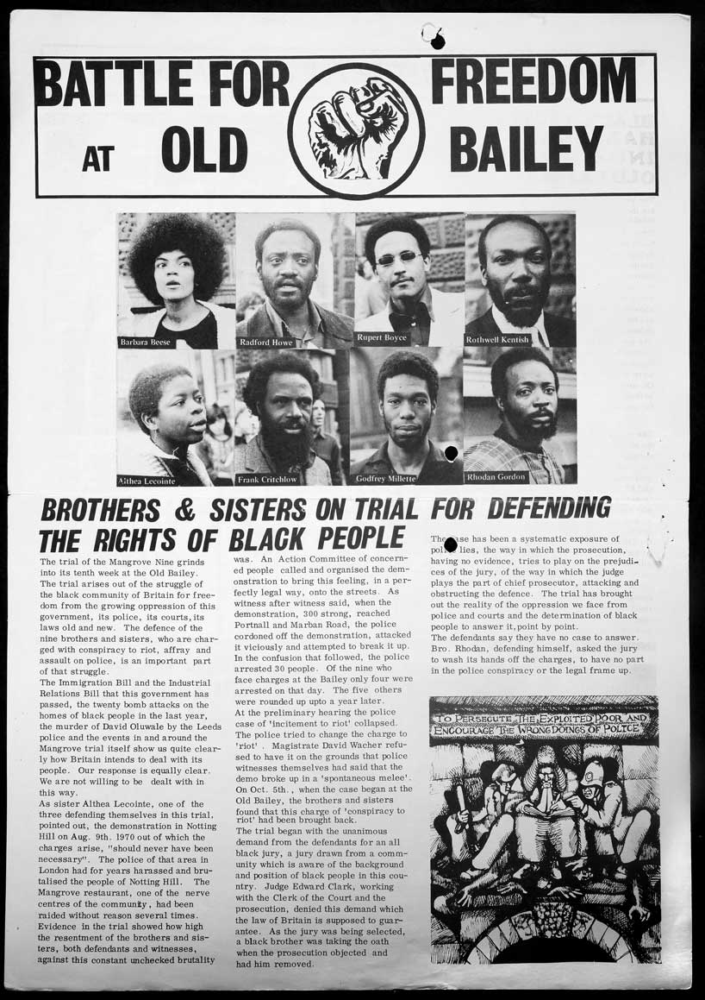 BATTLE FOR FREEDOM
AT OLD BAILEY
Barbara Beese
Radford Howe
Rupert Boyce
Rothwell Kentish
Althea Lecointe
Frank Critchlow
Godfrey Millette
Rhodan Gordon
BROTHERS & SISTERS ON TRIAL FOR DEFENDING
THE RIGHTS OF BLACK PEOPLE
The trial of the Mangrove Nine grinds
into its tenth week at the Old Bailey.
The trial arises out of the struggle of
the black community of Britain for free-
dom from the growing oppression of this
government, its police, its courts, its
laws old and new. The defence of the
nine brothers and sisters, who are char-
ged with conspiracy to riot, affray and
assault on police, is an important part
of that struggle.
The Immigration Bill and the Industrial
Relations Bill that this government has
passed, the twenty bomb attacks on the
homes of black people in the last year,
the murder of David Oluwale by the Leeds
police and the events in and around the
Mangrove trial itself show us quite clear-
ly how Britain intends to deal with its
people. Our response is equally clear.
We are not willing to be dealt with in
this way.
As sister Althea Lecointe, one of the
three defending themselves in this trial,
pointed out, the demonstration in Notting
Hill on Aug. 9th. 1970 out of which the
charges arise, "should never have been
necessary". The police of that area in
London had for years harassed and bru-
talised the people of Notting Hill. The
Mangrove restaurant, one of the nerve
centres of the community, had been
raided without reason several times.
Evidence in the trial showed how high
the resentment of the brothers and sis-
ters, both defendants and witnesses,
against this constant unchecked brutality
was. An Action Committee of concern-
ed people called and organised the dem-
onstration to bring this feeling, in a per-
fectly legal way, onto the streets. As
witness after witness said, when the
demonstration, 300 strong, reached
Portnall and Marban Road, the police
cordoned off the demonstration, attacked
it viciously and attempted to break it up.
In the confusion that followed, the police
arrested 30 people. Of the nine who
face charges at the Bailey only four were
arrested on that day. The five others
were rounded up upto a year later.
At the preliminary hearing the police
case of 'incitement to riot' collapsed.
The police tried to change the charge to
'riot' . Magistrate David Wacher refu-
sed to have it on the grounds that police
witnesses themselves had said that the
demo broke up in a 'spontaneous melee'.
On Oct. 5th., when the case began at the
Old Bailey, the brothers and sisters
found that this charge of 'conspiracy to
riot' had been brought back.
The trial began with the unanimous
demand from the defendants for an all
black jury, a jury drawn from a comm-
unity which is aware of the background
and position of black people in this cou-
ntry. Judge Edward Clark, working
with the Clerk of the Court and the
prosecution, denied this demand which
the law of Britain is supposed to guar-
antee. As the jury was being selected,
a black brother was taking the oath
when the prosecution objected and
had him removed.
The case has been a systematic exposure of
lies, the way in which the prosecution,
having no evidence, tries to play on the prejudi-
ces of the jury, of the way in which the judge
plays the part of chief prosecutor, attacking and
obstructing the defence. The trial has brought
out the reality of the oppression we face from
police and courts and the determination of black
people to answer it, point by point.
The defendants say they have no case to answer.
Bro. Rhodan, defending himself, asked the jury
to wash its hands off the charges, to have no part
in the police conspiracy or the legal frame up.
TO PERSECUTE THE EXPLOITED POOR AND
ENCOURAGE THE WRONG DOINGS OF POLICE